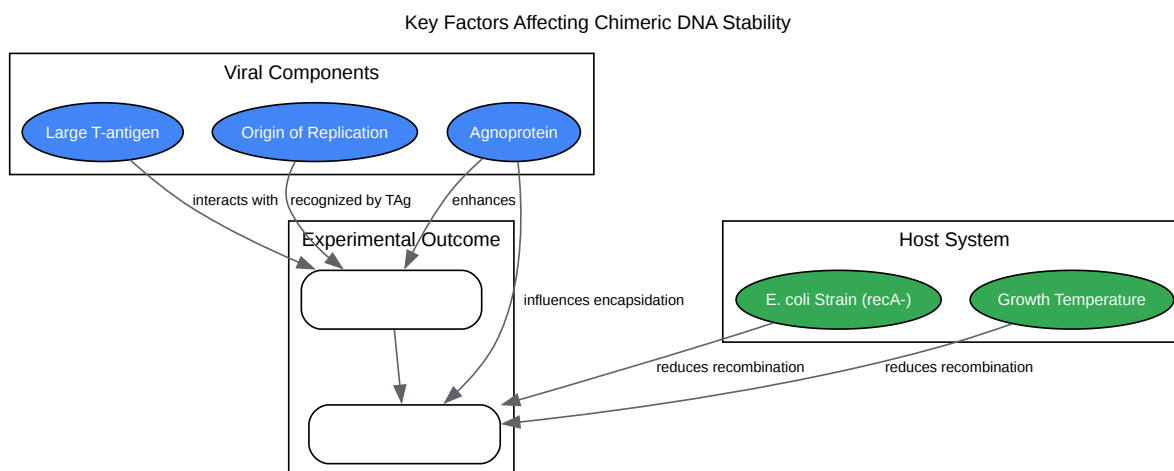 Key Factors Affecting Chimeric DNA Stability
Viral Components
Large T-antigen
Origin of Replication
Agnoprotein
interacts with
recognized by TAg
enhances
Experimental Outcome
Host System
influences encapsidation
E. coli Strain (recA-)
Growth Temperature
reduces recombination
reduces recombination